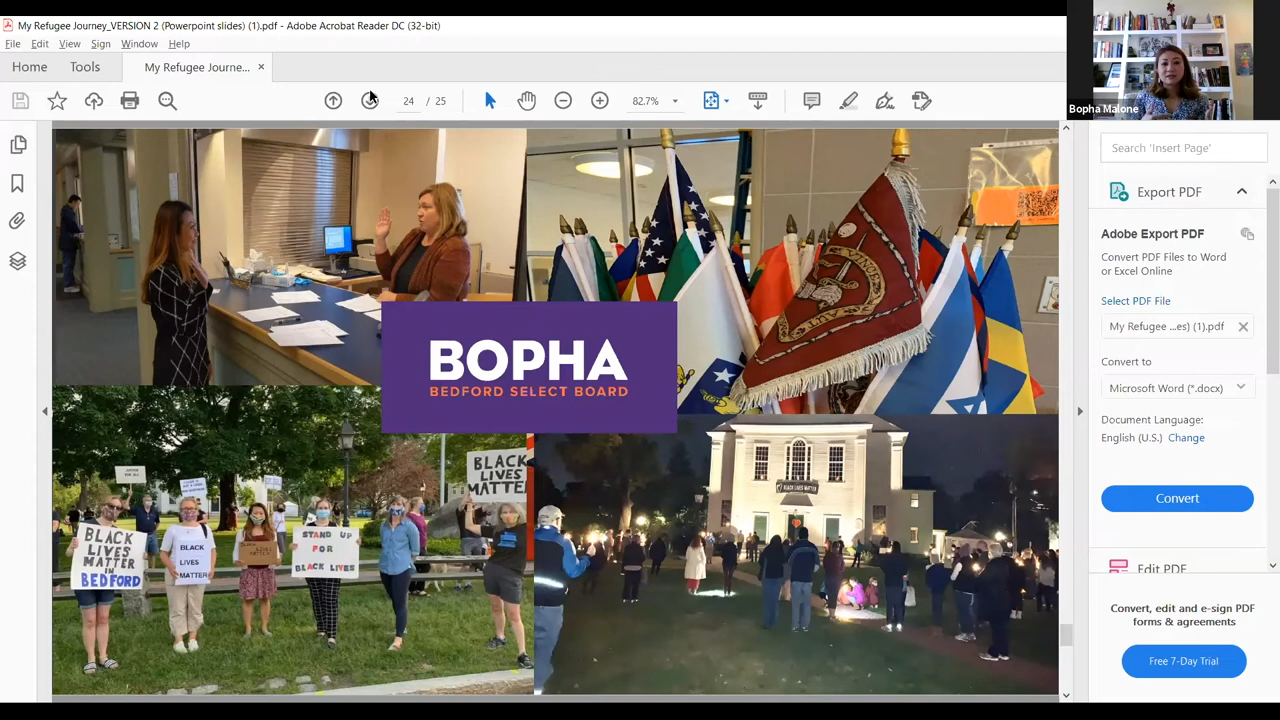 My Refugee Journey_VERSION 2 (Powerpoint slides) (1).pdf - Adobe Acrobat Reader DC (32-bit)
File Edit View Sign Window Help
Home Tools My Refugee Journe... ×
24 / 25 82.7%
Bopha Malone
Search 'Insert Page'
Export PDF
Adobe Export PDF
Convert PDF Files to Word
or Excel Online
Select PDF File
My Refugee ...es) (1).pdf
Convert to
Microsoft Word (*.docx)
Document Language:
English (U.S.) Change
Convert
Edit PDF
Convert, edit and e-sign PDF
forms & agreements
Free 7-Day Trial
BOPHA
BEDFORD SELECT BOARD
VINCE
BLACK
LIVES
MATTER
IN
BEDFORD
BLACK
LIVES
MATTER
STAND UP
FOR
BLACK LIVES
BLACK
LIVES
MATTER
BLACK LIVES MATTER